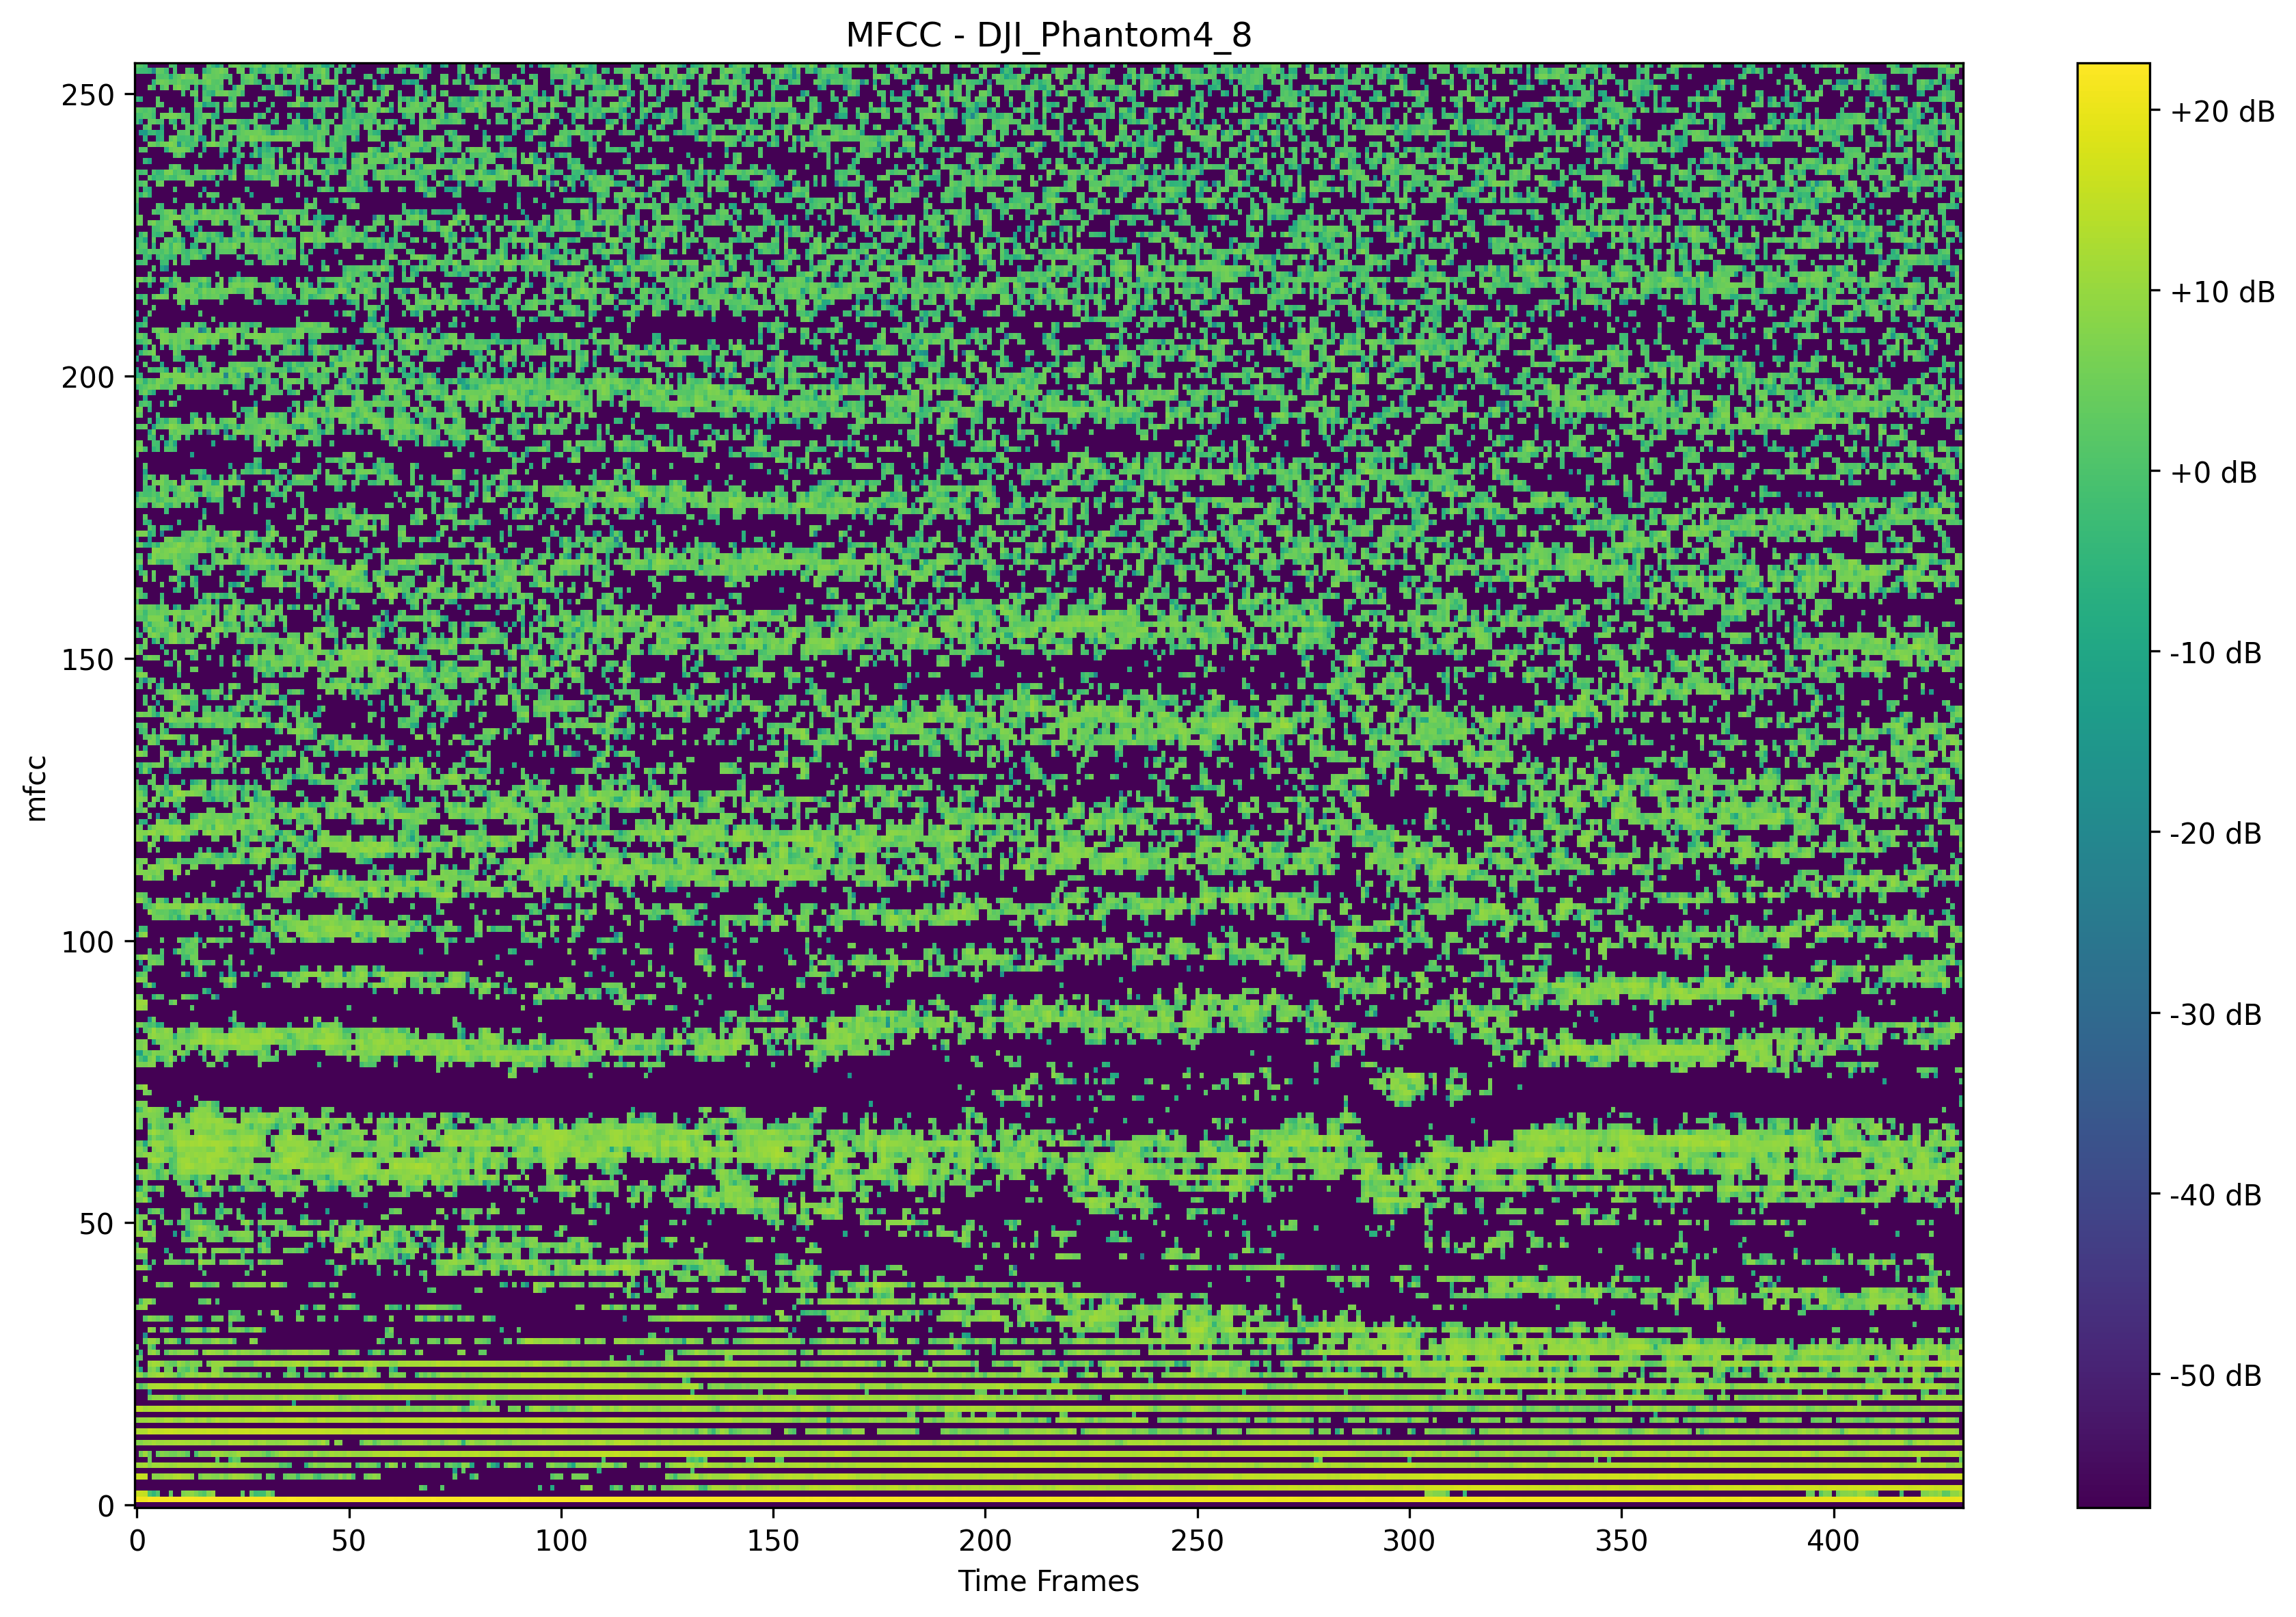 MFCC - DJI_Phantom4_8
250
200
150
100
50
0
mfcc
0 50 100 150 200 250 300 350 400
Time Frames
+20 dB
+10 dB
+0 dB
-10 dB
-20 dB
-30 dB
-40 dB
-50 dB